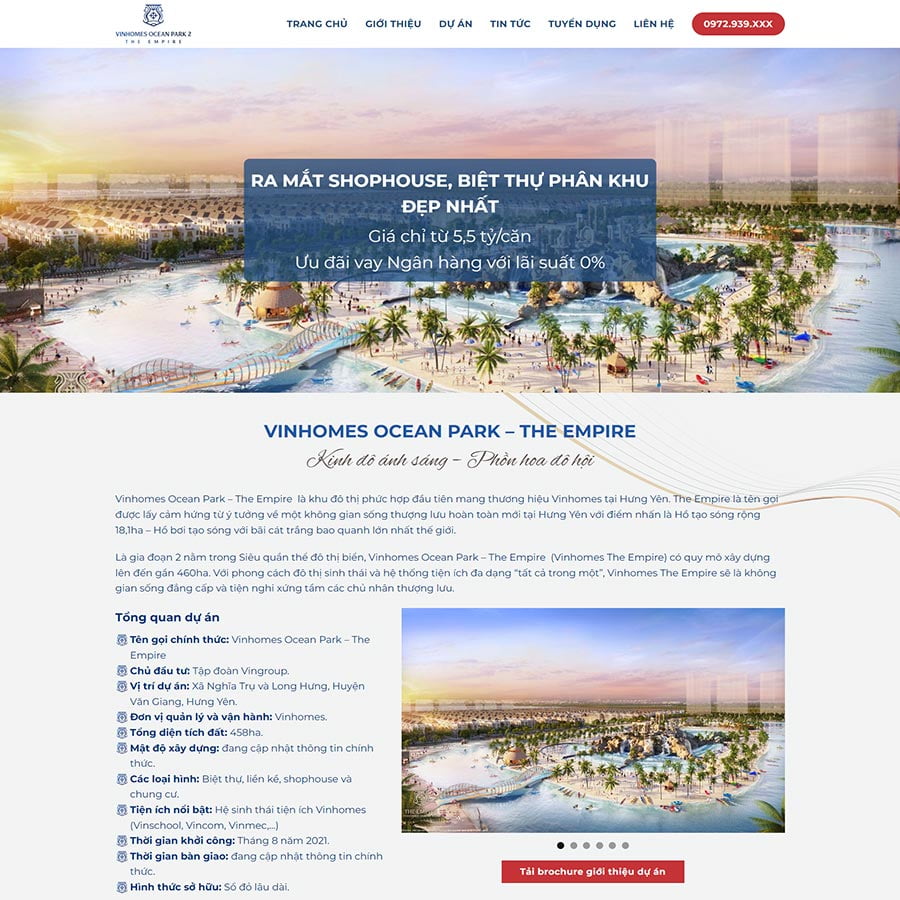 VINHOMES OCEAN PARK 2
THE EMPIRE
TRANG CHỦ GIỚI THIỆU DỰ ÁN TIN TỨC TUYỂN DỤNG LIÊN HỆ 0972.939.XXX
RA MẮT SHOPHOUSE, BIỆT THỰ PHÂN KHU
ĐẸP NHẤT
Giá chỉ từ 5,5 tỷ/căn
Ưu đãi vay Ngân hàng với lãi suất 0%
VINHOMES OCEAN PARK – THE EMPIRE
Kinh đô ánh sáng – Phồn hoa đô hội
Vinhomes Ocean Park – The Empire là khu đô thị phức hợp đầu tiên mang thương hiệu Vinhomes tại Hưng Yên. The Empire là tên gọi
được lấy cảm hứng từ ý tưởng về một không gian sống thượng lưu hoàn toàn mới tại Hưng Yên với điểm nhấn là Hồ tạo sóng rộng
18,1ha – Hồ bơi tạo sóng với bãi cát trắng bao quanh lớn nhất thế giới.
Là gia đoạn 2 nằm trong Siêu quần thể đô thị biển, Vinhomes Ocean Park – The Empire (Vinhomes The Empire) có quy mô xây dựng
lên đến gần 460ha. Với phong cách đô thị sinh thái và hệ thống tiện ích đa dạng “tất cả trong một”, Vinhomes The Empire sẽ là không
gian sống đẳng cấp và tiện nghi xứng tầm các chủ nhân thượng lưu.
Tổng quan dự án
Tên gọi chính thức: Vinhomes Ocean Park – The
Empire
Chủ đầu tư: Tập đoàn Vingroup.
Vị trí dự án: Xã Nghĩa Trụ và Long Hưng, Huyện
Văn Giang, Hưng Yên.
Đơn vị quản lý và vận hành: Vinhomes.
Tổng diện tích đất: 458ha.
Mật độ xây dựng: đang cập nhật thông tin chính
thức.
Các loại hình: Biệt thự, liền kề, shophouse và
chung cư.
Tiện ích nổi bật: Hệ sinh thái tiện ích Vinhomes
(Vinschool, Vincom, Vinmec,…)
Thời gian khởi công: Tháng 8 năm 2021.
Thời gian bàn giao: đang cập nhật thông tin chính
thức.
Hình thức sở hữu: Sổ đỏ lâu dài.
Tải brochure giới thiệu dự án